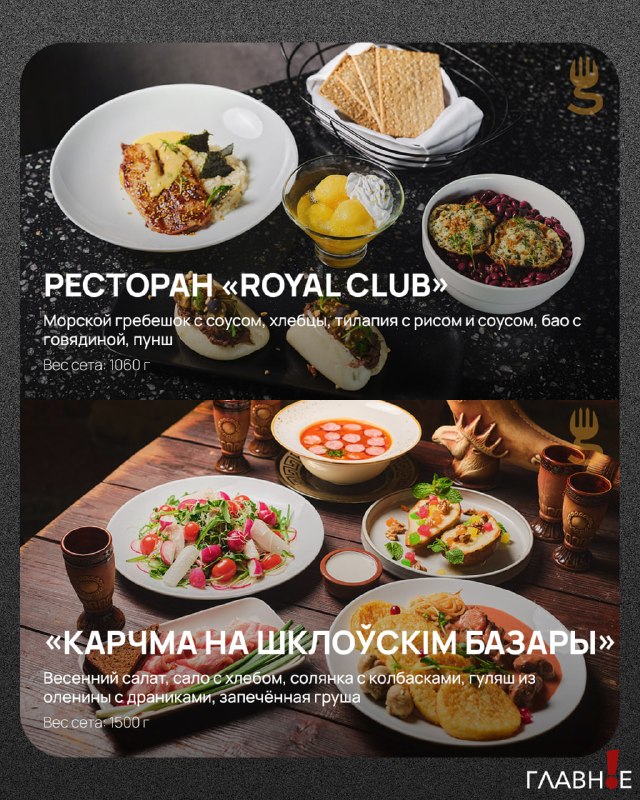 РЕСТОРАН «ROYAL CLUB»
Морской гребешок с соусом, хлебцы, тилапия с рисом и соусом, бао с
говядиной, пунш
Вес сета: 1060 г
«КАРЧМА НА ШКЛОЎСКІМ БАЗАРЫ»
Весенний салат, сало с хлебом, солянка с колбасками, гуляш из
оленины с драниками, запечённая груша
Вес сета: 1500 г
ГЛАВН!Е